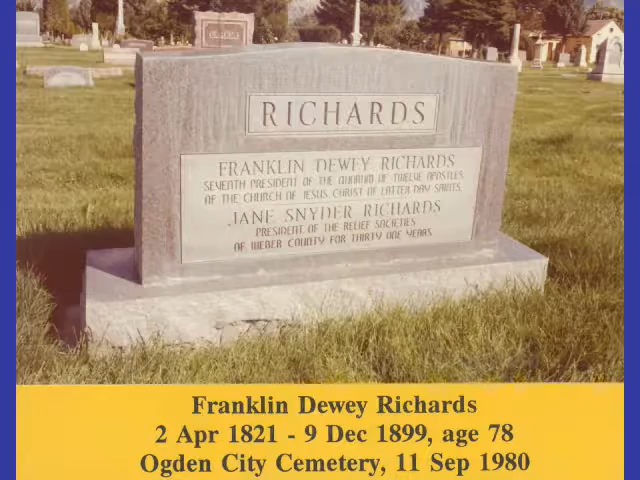 RICHARDS
FRANKLIN DEWEY RICHARDS
SEVENTH PRESIDENT OF THE QUORUM OF TWELVE APOSTLES
OF THE CHURCH OF JESUS CHRIST OF LATTER DAY SAINTS.
JANE SNYDER RICHARDS
PRESIDENT OF THE RELIEF SOCIETIES
OF WEBER COUNTY FOR THIRTY ONE YEARS
Franklin Dewey Richards
2 Apr 1821 - 9 Dec 1899, age 78
Ogden City Cemetery, 11 Sep 1980